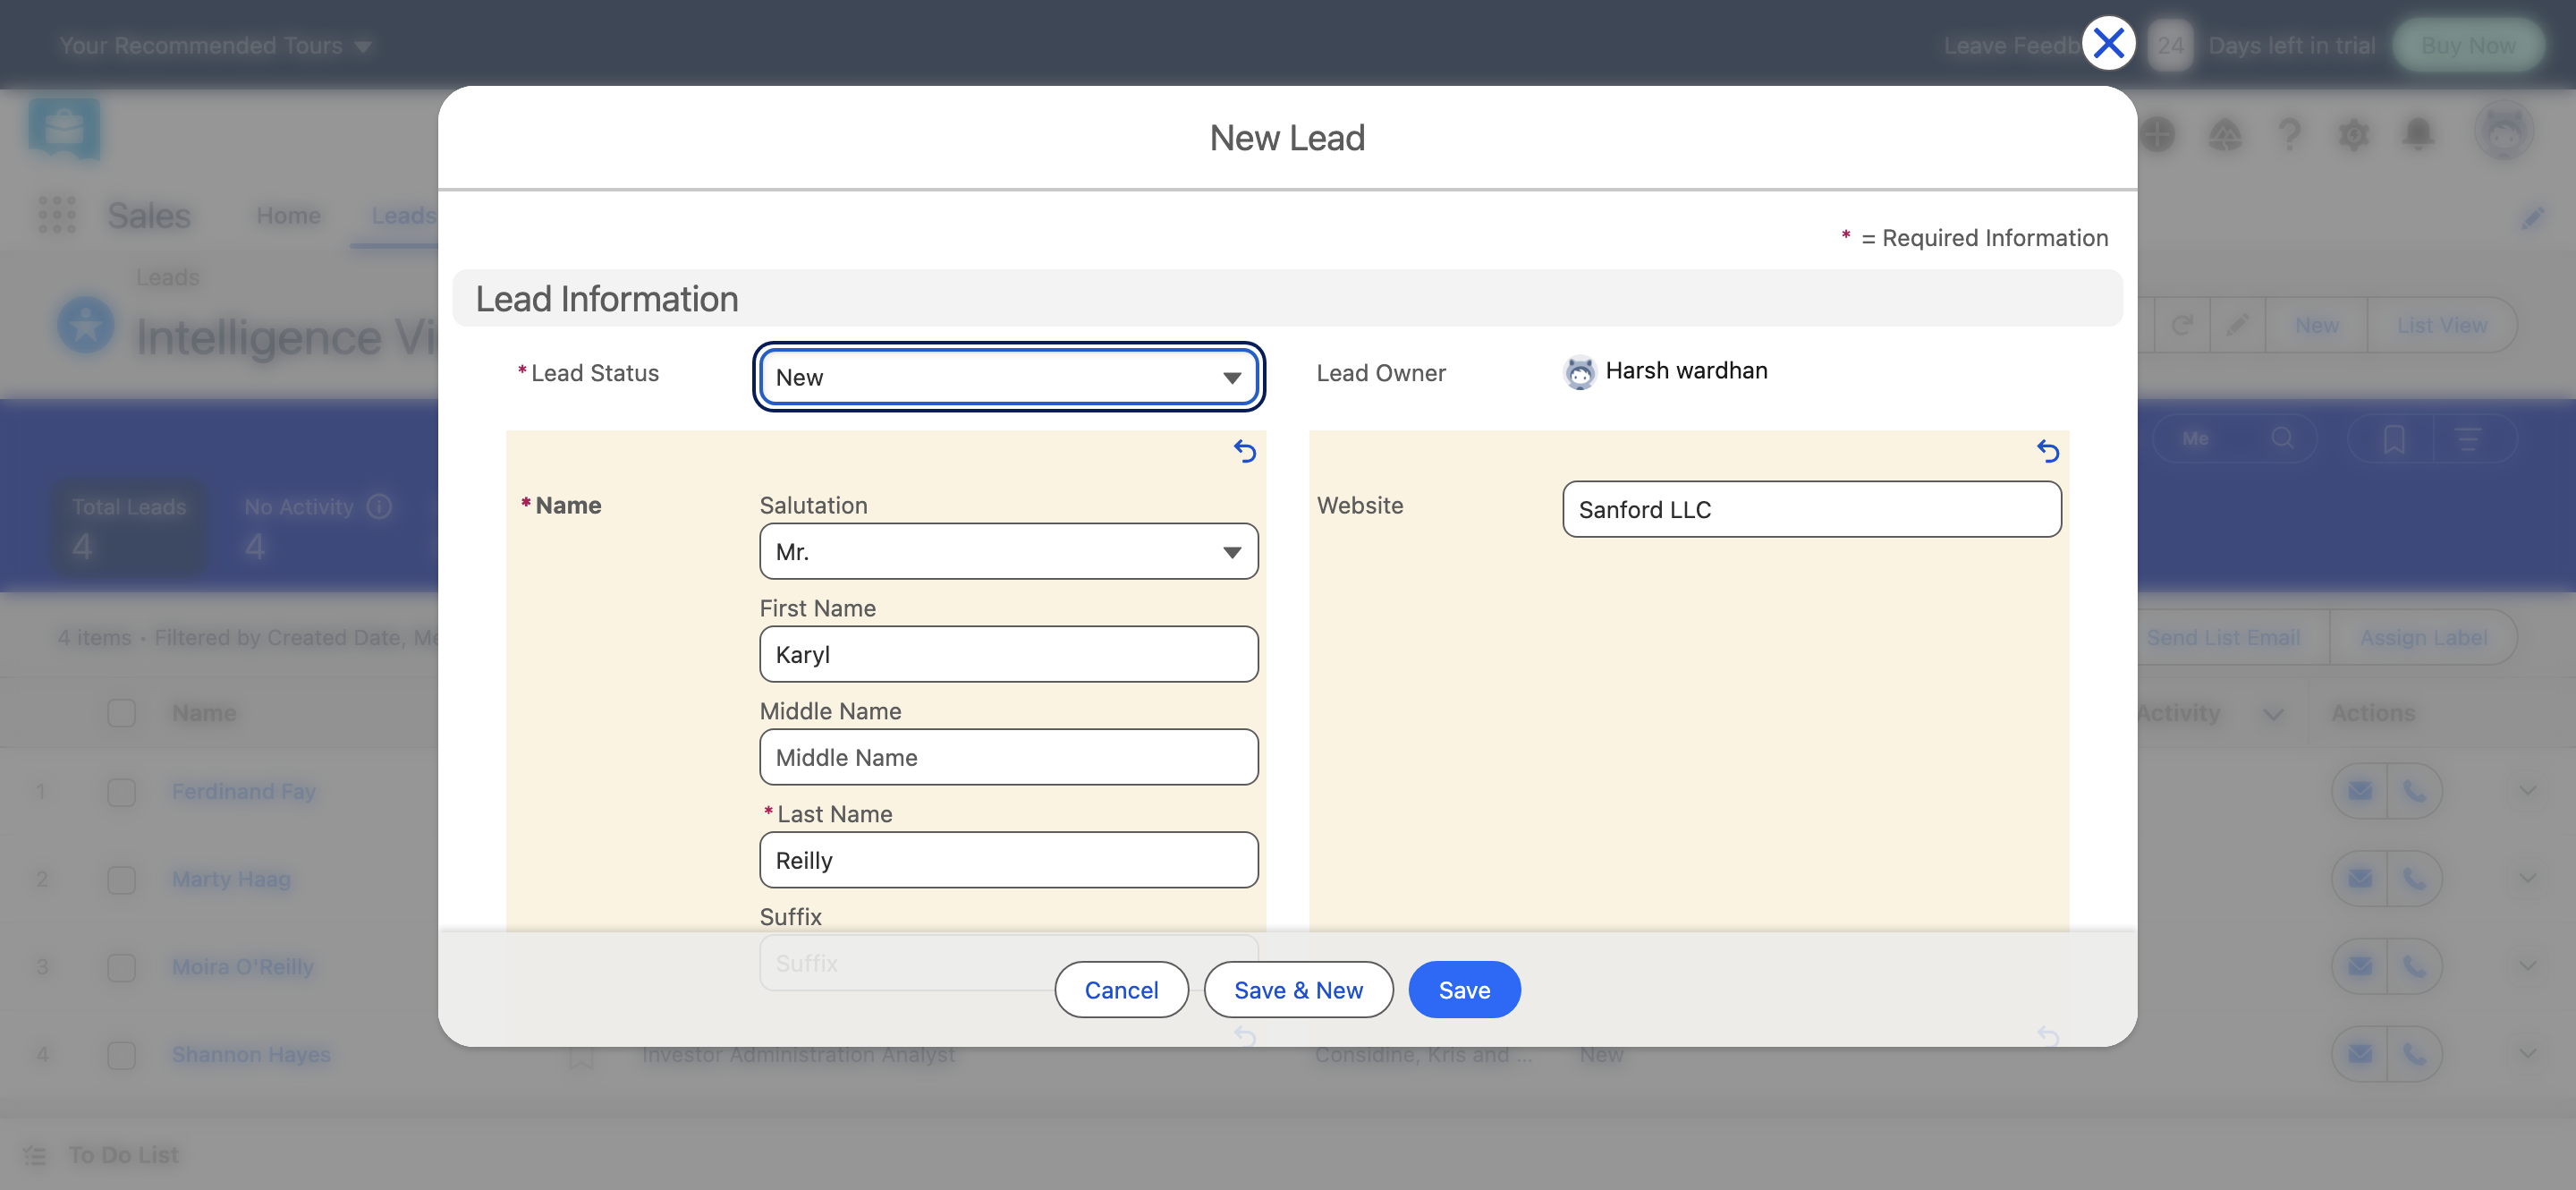 Your Recommended Tours
Leave Feedb
24
Days left in trial
Buy Now
New Lead
Sales
Home
Leads
* = Required Information
Leads
Intelligence Vi
New
List View
Lead Information
* Lead Status
New
Lead Owner
Harsh wardhan
Me
Total Leads
4
No Activity
4
* Name
Salutation
Mr.
Website
Sanford LLC
First Name
Karyl
4 items • Filtered by Created Date, Me
Send List Email
Assign Label
Middle Name
Middle Name
Name
Activity
Actions
* Last Name
Reilly
1
Ferdinand Fay
2
Marty Haag
Suffix
Suffix
3
Moira O'Reilly
Cancel
Save & New
Save
4
Shannon Hayes
Investor Administration Analyst
Considine, Kris and ...
New
To Do List